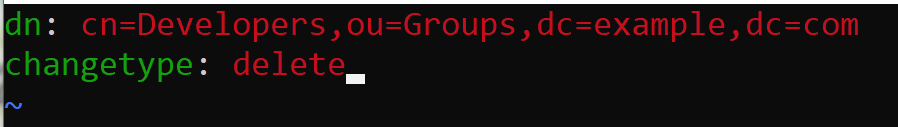 dn: cn=Developers,ou=Groups,dc=example,dc=com
changetype: delete
~